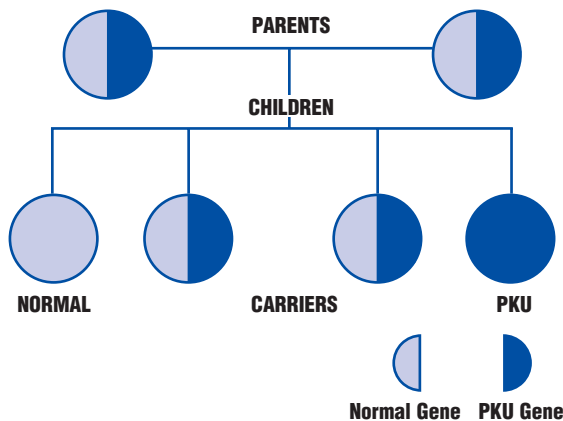 PARENTS
CHILDREN
NORMAL CARRIERS PKU
Normal Gene PKU Gene